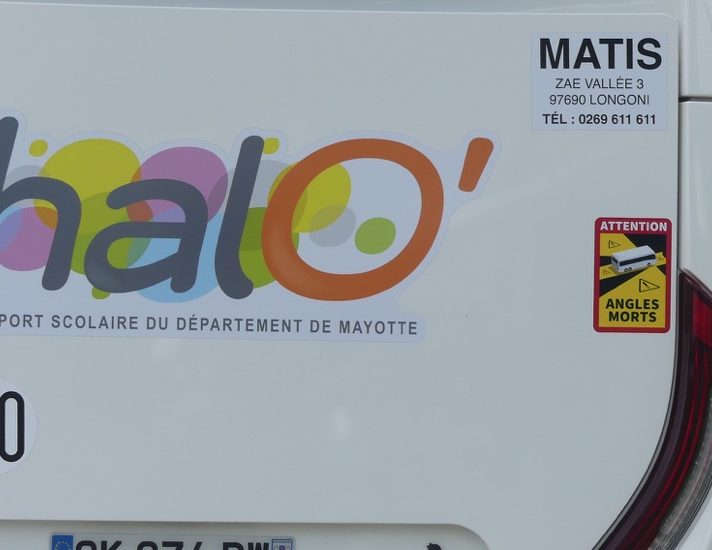 MATIS
ZAE VALLÉE 3
97690 LONGONI
TÉL : 0269 611 611
halO'
PORT SCOLAIRE DU DÉPARTEMENT DE MAYOTTE
ATTENTION
ANGLES
MORTS
0